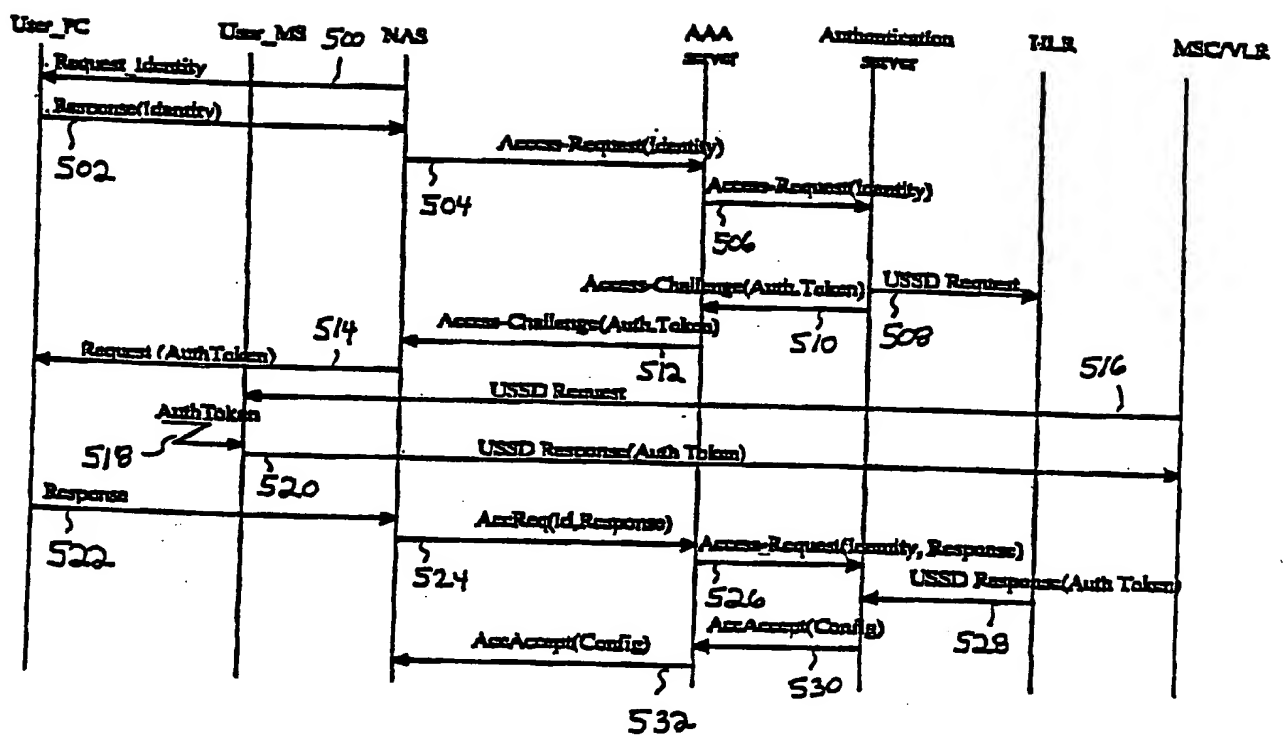 User_PC
User_MS
500
NAS
AAA
server
Authentication
server
HLR
MSC/VLR
Request_Identity
Response(Identity)
502
Access-Request(Identity)
504
Access-Request(Identity)
506
Access-Challenge(Auth.Token)
USSD Request
510
508
Access-Challenge(Auth.Token)
514
512
Request (AuthToken)
516
USSD Request
AuthToken
518
USSD Response(Auth Token)
520
Response
522
AccReq(Id,Response)
524
Access_Request(Identity, Response)
526
USSD Response(Auth Token)
528
AccAccept(Config)
530
AccAccept(Config)
532